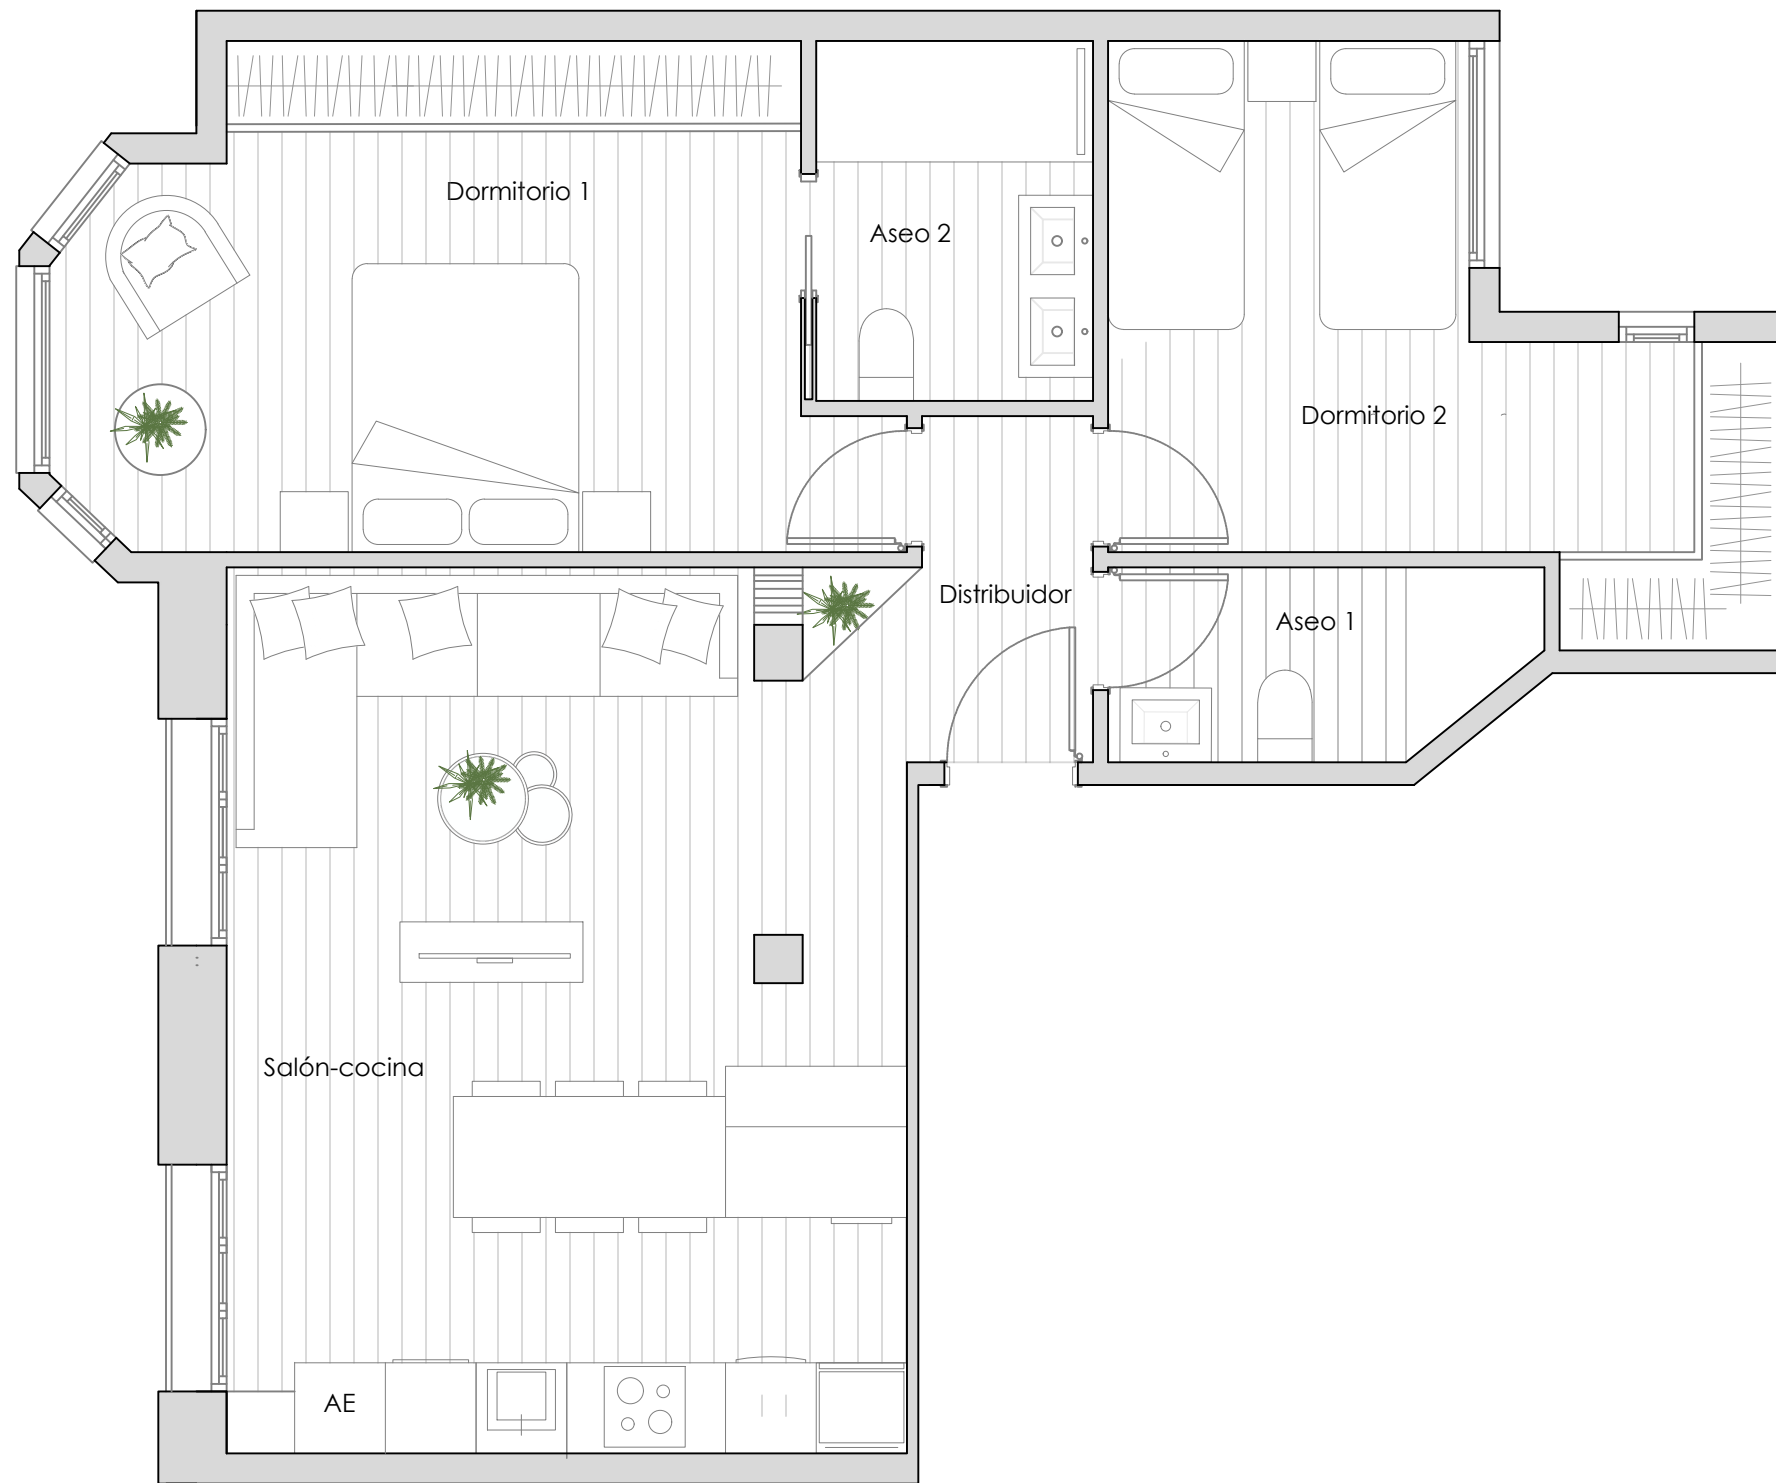 Dormitorio 1
Aseo 2
Dormitorio 2
Distribuidor
Aseo 1
Salón-cocina
AE